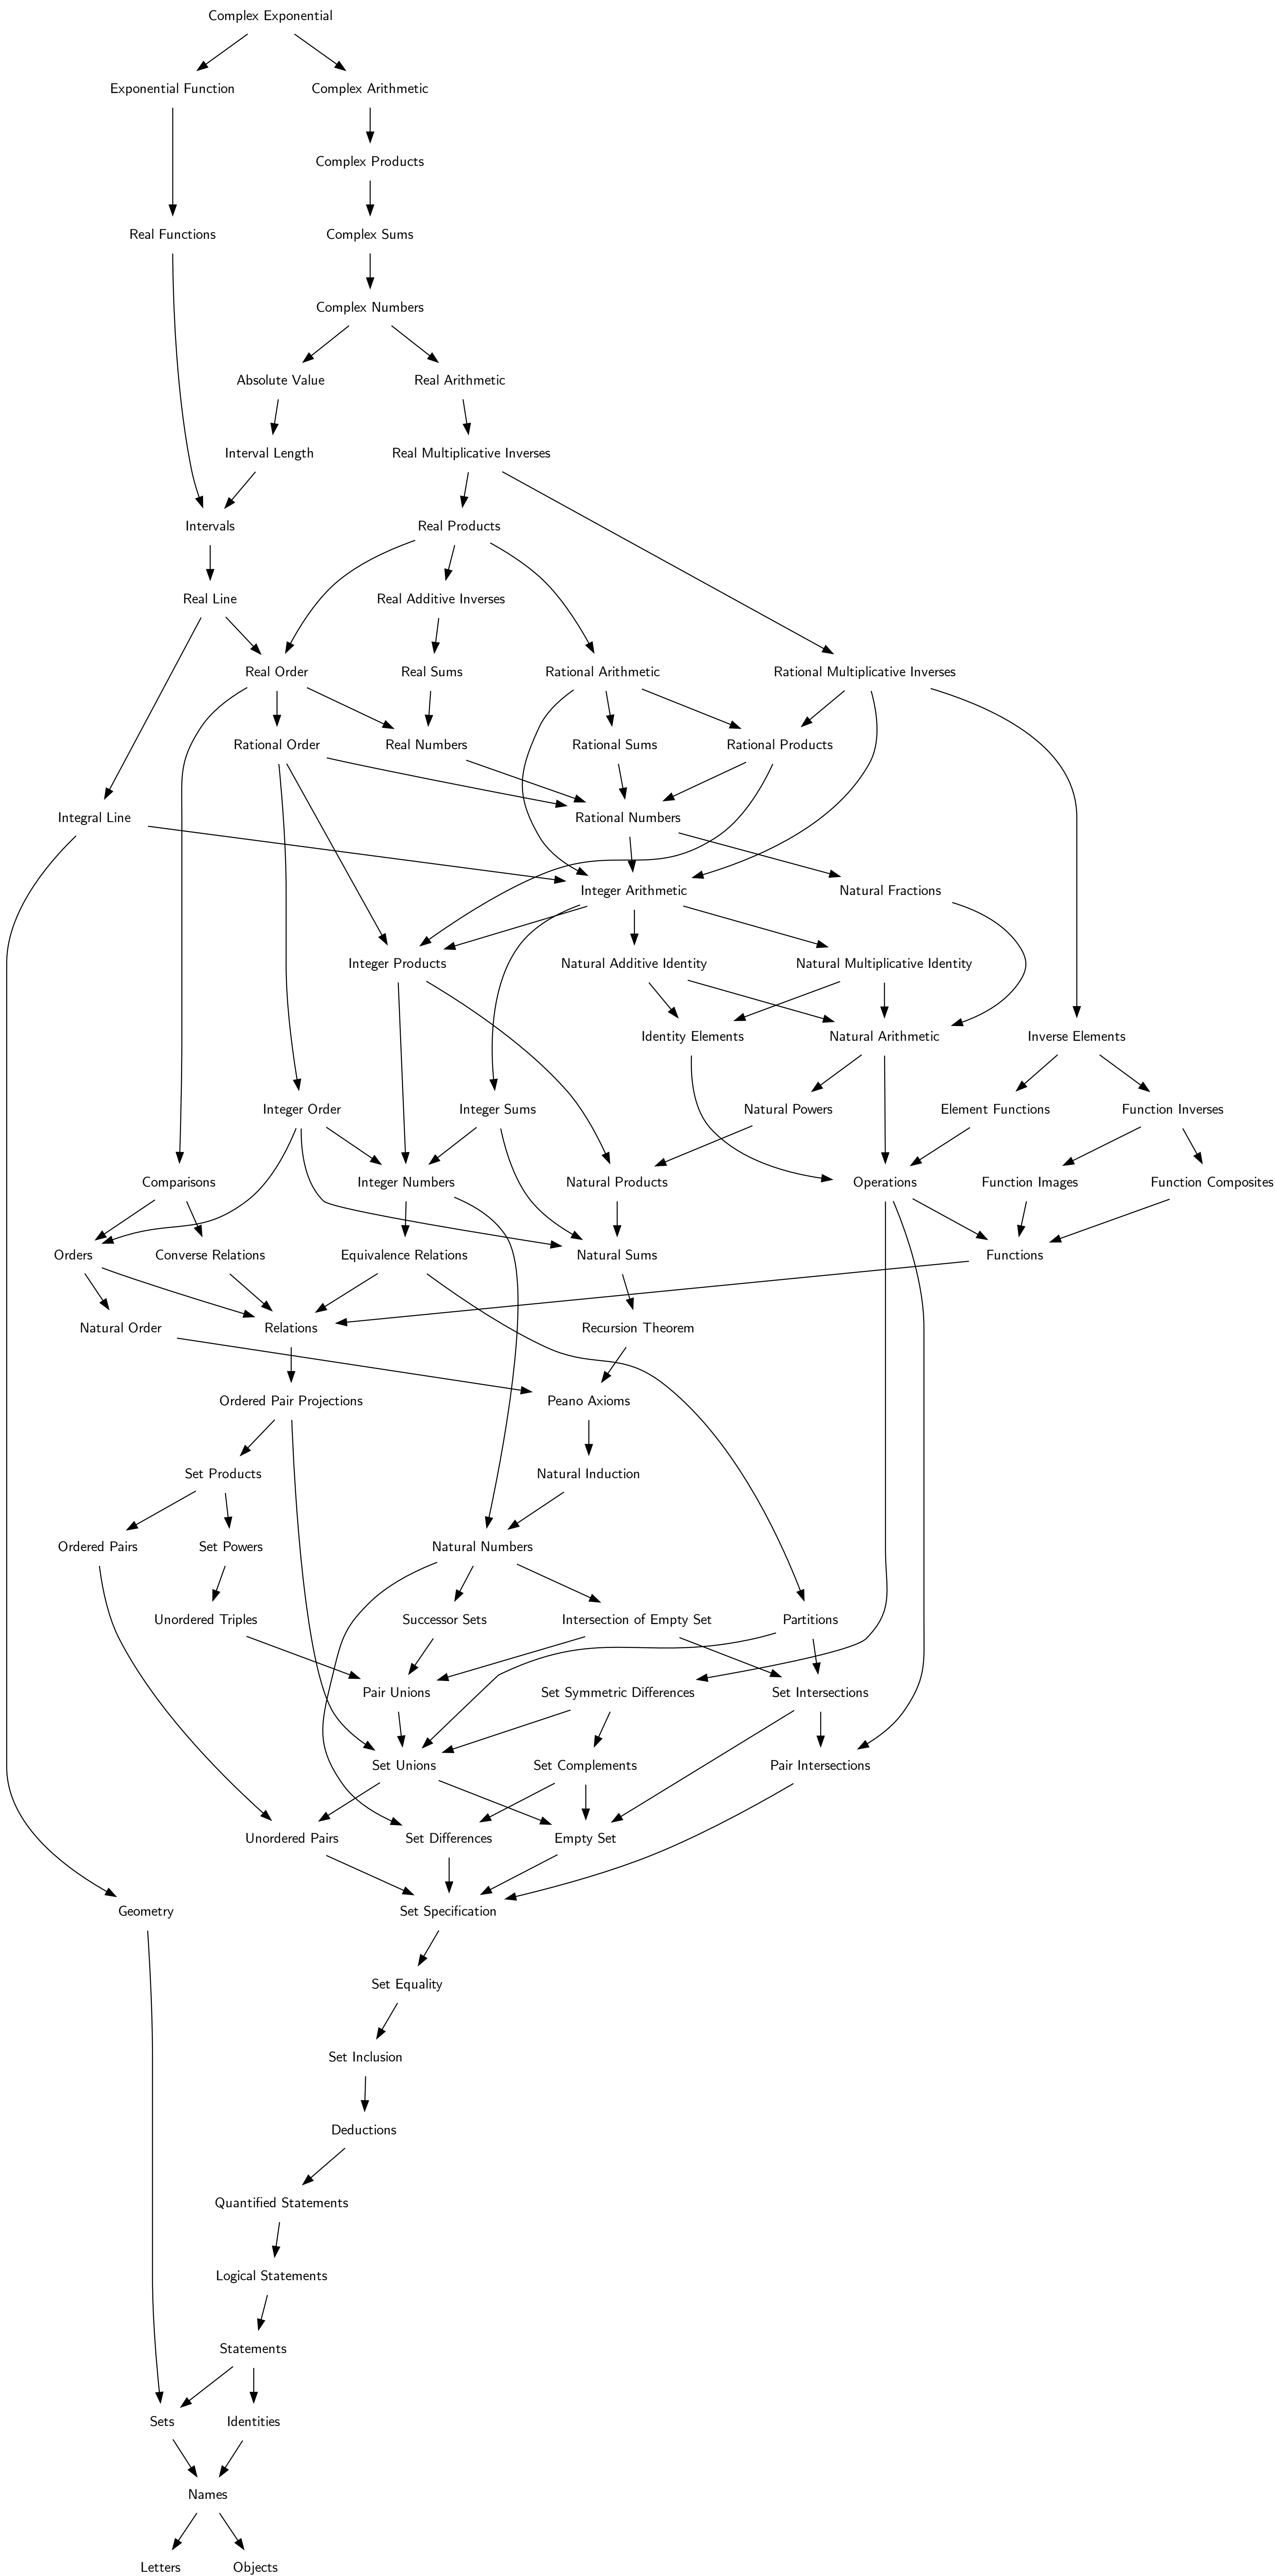 Complex Exponential
Exponential Function
Complex Arithmetic
Complex Products
Real Functions
Complex Sums
Complex Numbers
Absolute Value
Real Arithmetic
Interval Length
Real Multiplicative Inverses
Intervals
Real Products
Real Line
Real Additive Inverses
Real Order
Real Sums
Rational Arithmetic
Rational Multiplicative Inverses
Rational Order
Real Numbers
Rational Sums
Rational Products
Integral Line
Rational Numbers
Integer Arithmetic
Natural Fractions
Integer Products
Natural Additive Identity
Natural Multiplicative Identity
Identity Elements
Natural Arithmetic
Inverse Elements
Integer Order
Integer Sums
Natural Powers
Element Functions
Function Inverses
Comparisons
Integer Numbers
Natural Products
Operations
Function Images
Function Composites
Orders
Converse Relations
Equivalence Relations
Natural Sums
Functions
Natural Order
Relations
Recursion Theorem
Ordered Pair Projections
Peano Axioms
Set Products
Natural Induction
Ordered Pairs
Set Powers
Natural Numbers
Unordered Triples
Successor Sets
Intersection of Empty Set
Partitions
Pair Unions
Set Symmetric Differences
Set Intersections
Set Unions
Set Complements
Pair Intersections
Unordered Pairs
Set Differences
Empty Set
Geometry
Set Specification
Set Equality
Set Inclusion
Deductions
Quantified Statements
Logical Statements
Statements
Sets
Identities
Names
Letters
Objects